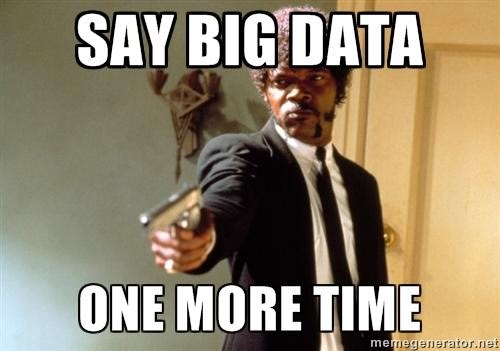 SAY BIG DATA
ONE MORE TIME
memegenerator.net